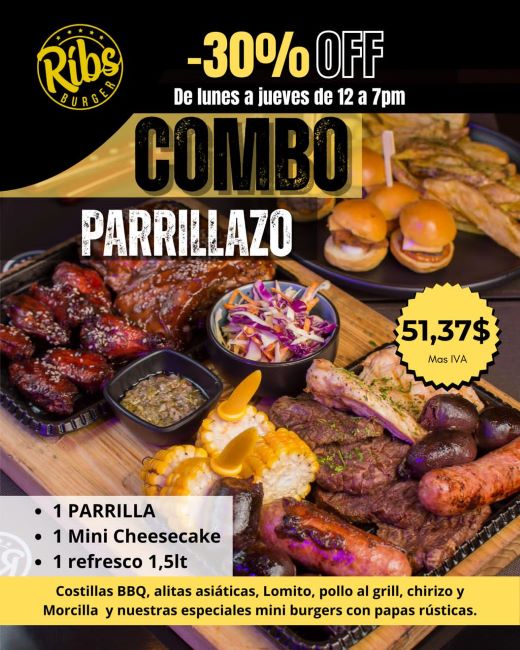 Ribs
BURGER
-30% OFF
De lunes a jueves de 12 a 7pm
COMBO
PARRILLAZO
51,37$
Mas IVA
• 1 PARRILLA
• 1 Mini Cheesecake
• 1 refresco 1,5lt
Costillas BBQ, alitas asiáticas, Lomito, pollo al grill, chirizo y
Morcilla y nuestras especiales mini burgers con papas rústicas.